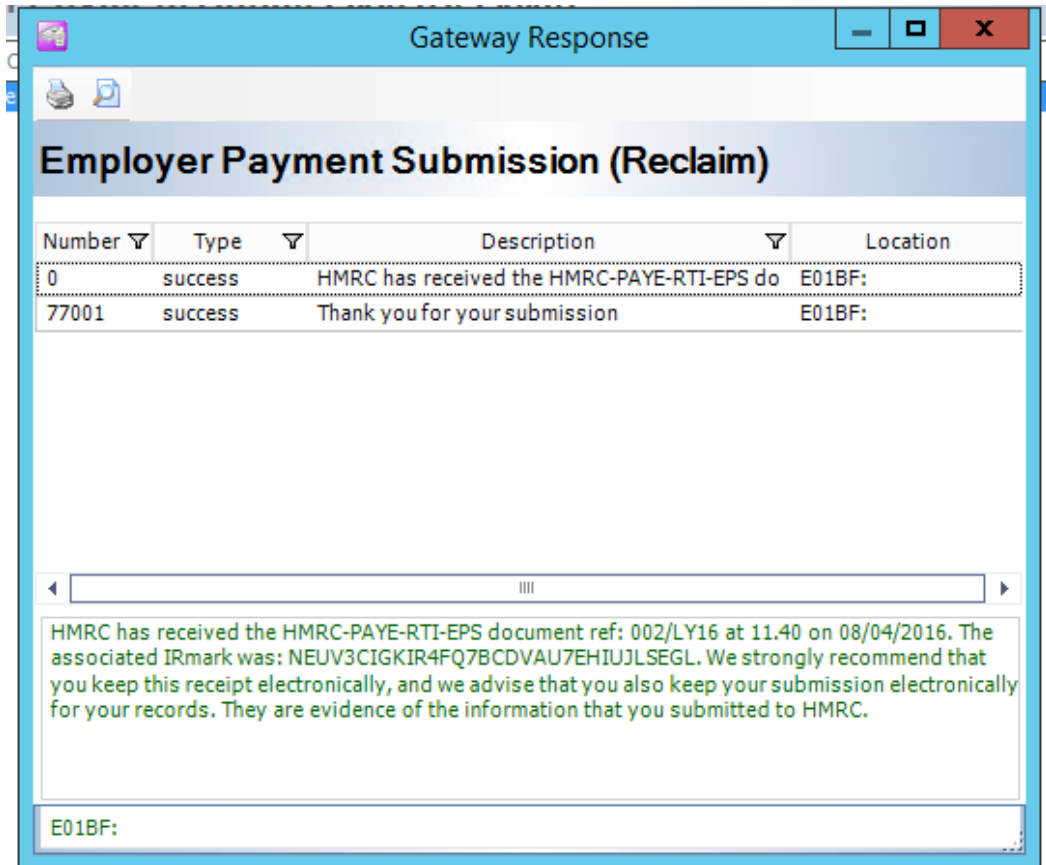 Gateway Response
Employer Payment Submission (Reclaim)
Number Type Description Location
0 success HMRC has received the HMRC-PAYE-RTI-EPS do E01BF:
77001 success Thank you for your submission E01BF:
HMRC has received the HMRC-PAYE-RTI-EPS document ref: 002/LY16 at 11.40 on 08/04/2016. The
associated IRmark was: NEUV3CIGKIR4FQ7BCDVAU7EHIUJLSEGL. We strongly recommend that
you keep this receipt electronically, and we advise that you also keep your submission electronically
for your records. They are evidence of the information that you submitted to HMRC.
E01BF: